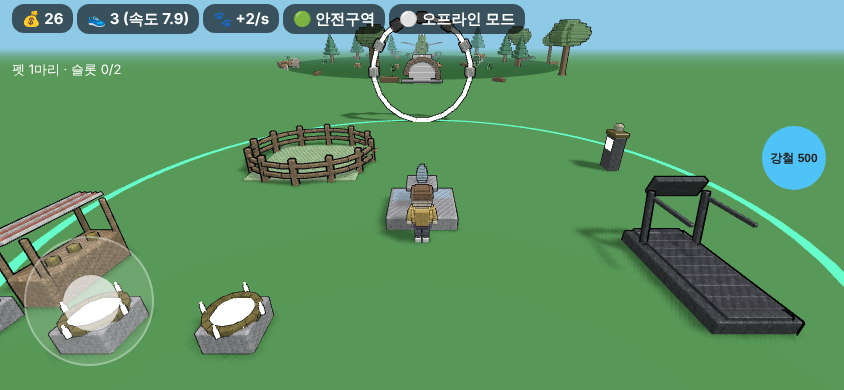 💰 26
👟 3 (속도 7.9)
🐾 +2/s
🟢 안전구역
⚪ 오프라인 모드
펫 1마리 · 슬롯 0/2
강철 500